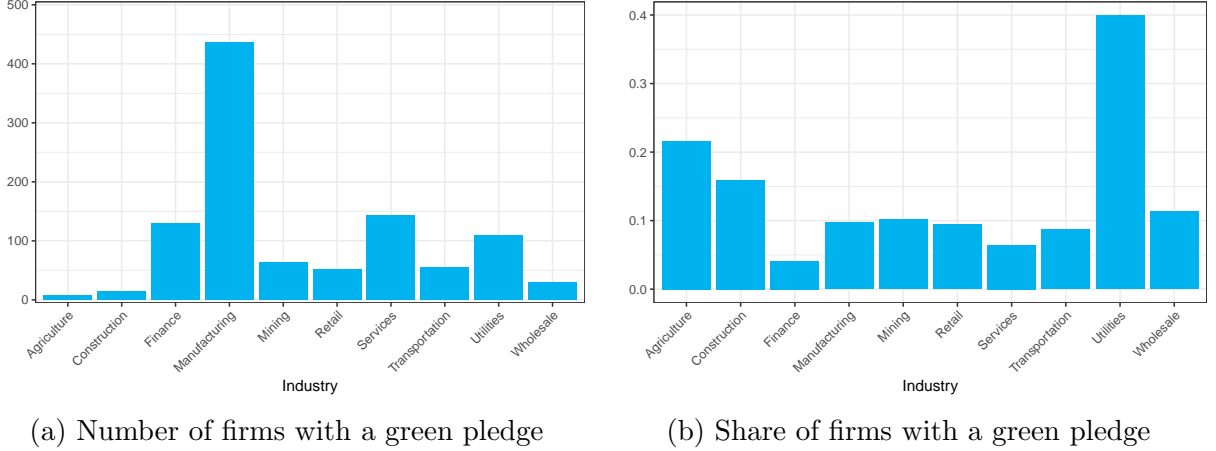 500
400
300
200
100
0
Agriculture
Construction
Finance
Manufacturing
Mining
Retail
Services
Transportation
Utilities
Wholesale
Industry
(a) Number of firms with a green pledge
0.4
0.3
0.2
0.1
0.0
Agriculture
Construction
Finance
Manufacturing
Mining
Retail
Services
Transportation
Utilities
Wholesale
Industry
(b) Share of firms with a green pledge